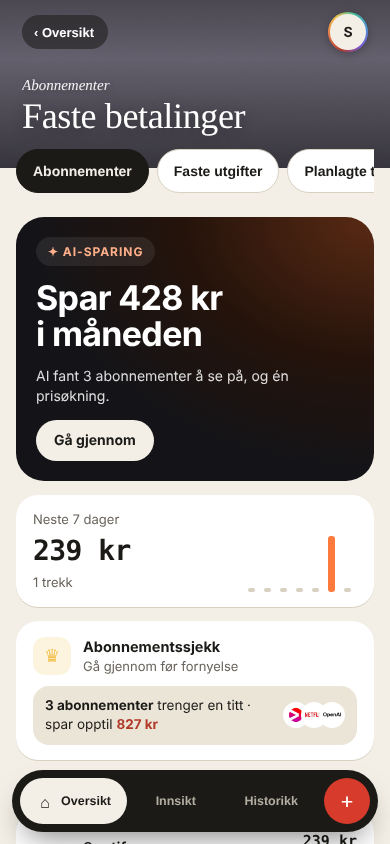 ‹ Oversikt
S
Abonnementer
Faste betalinger
Abonnementer
Faste utgifter
Planlagte t
✦ AI-SPARING
Spar 428 kr
i måneden
AI fant 3 abonnementer å se på, og én
prisøkning.
Gå gjennom
Neste 7 dager
239 kr
1 trekk
Abonnementssjekk
Gå gjennom før fornyelse
3 abonnementer trenger en titt ·
spar opptil 827 kr
OpenAI
Oversikt
Innsikt
Historikk
+
239 kr